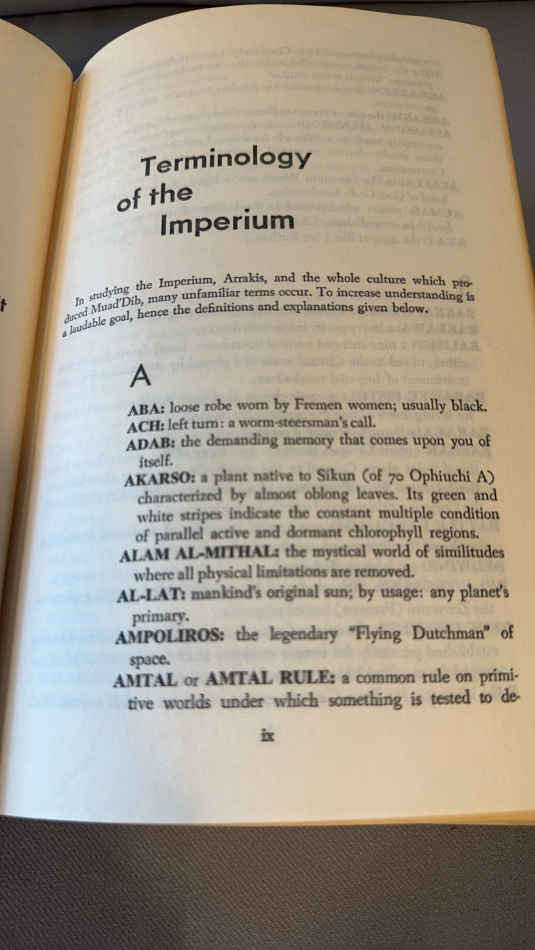 Terminology
of the
Imperium
In studying the Imperium, Arrakis, and the whole culture which pro-
duced Muad'Dib, many unfamiliar terms occur. To increase understanding is
a laudable goal, hence the definitions and explanations given below.
A
ABA: loose robe worn by Fremen women; usually black.
ACH: left turn: a worm-steersman's call.
ADAB: the demanding memory that comes upon you of
itself.
AKARSO: a plant native to Sikun (of 70 Ophiuchi A)
characterized by almost oblong leaves. Its green and
white stripes indicate the constant multiple condition
of parallel active and dormant chlorophyll regions.
ALAM AL-MITHAL: the mystical world of similitudes
where all physical limitations are removed.
AL-LAT: mankind's original sun; by usage: any planet's
primary.
AMPOLIROS: the legendary "Flying Dutchman" of
space.
AMTAL or AMTAL RULE: a common rule on primi-
tive worlds under which something is tested to de-
ix